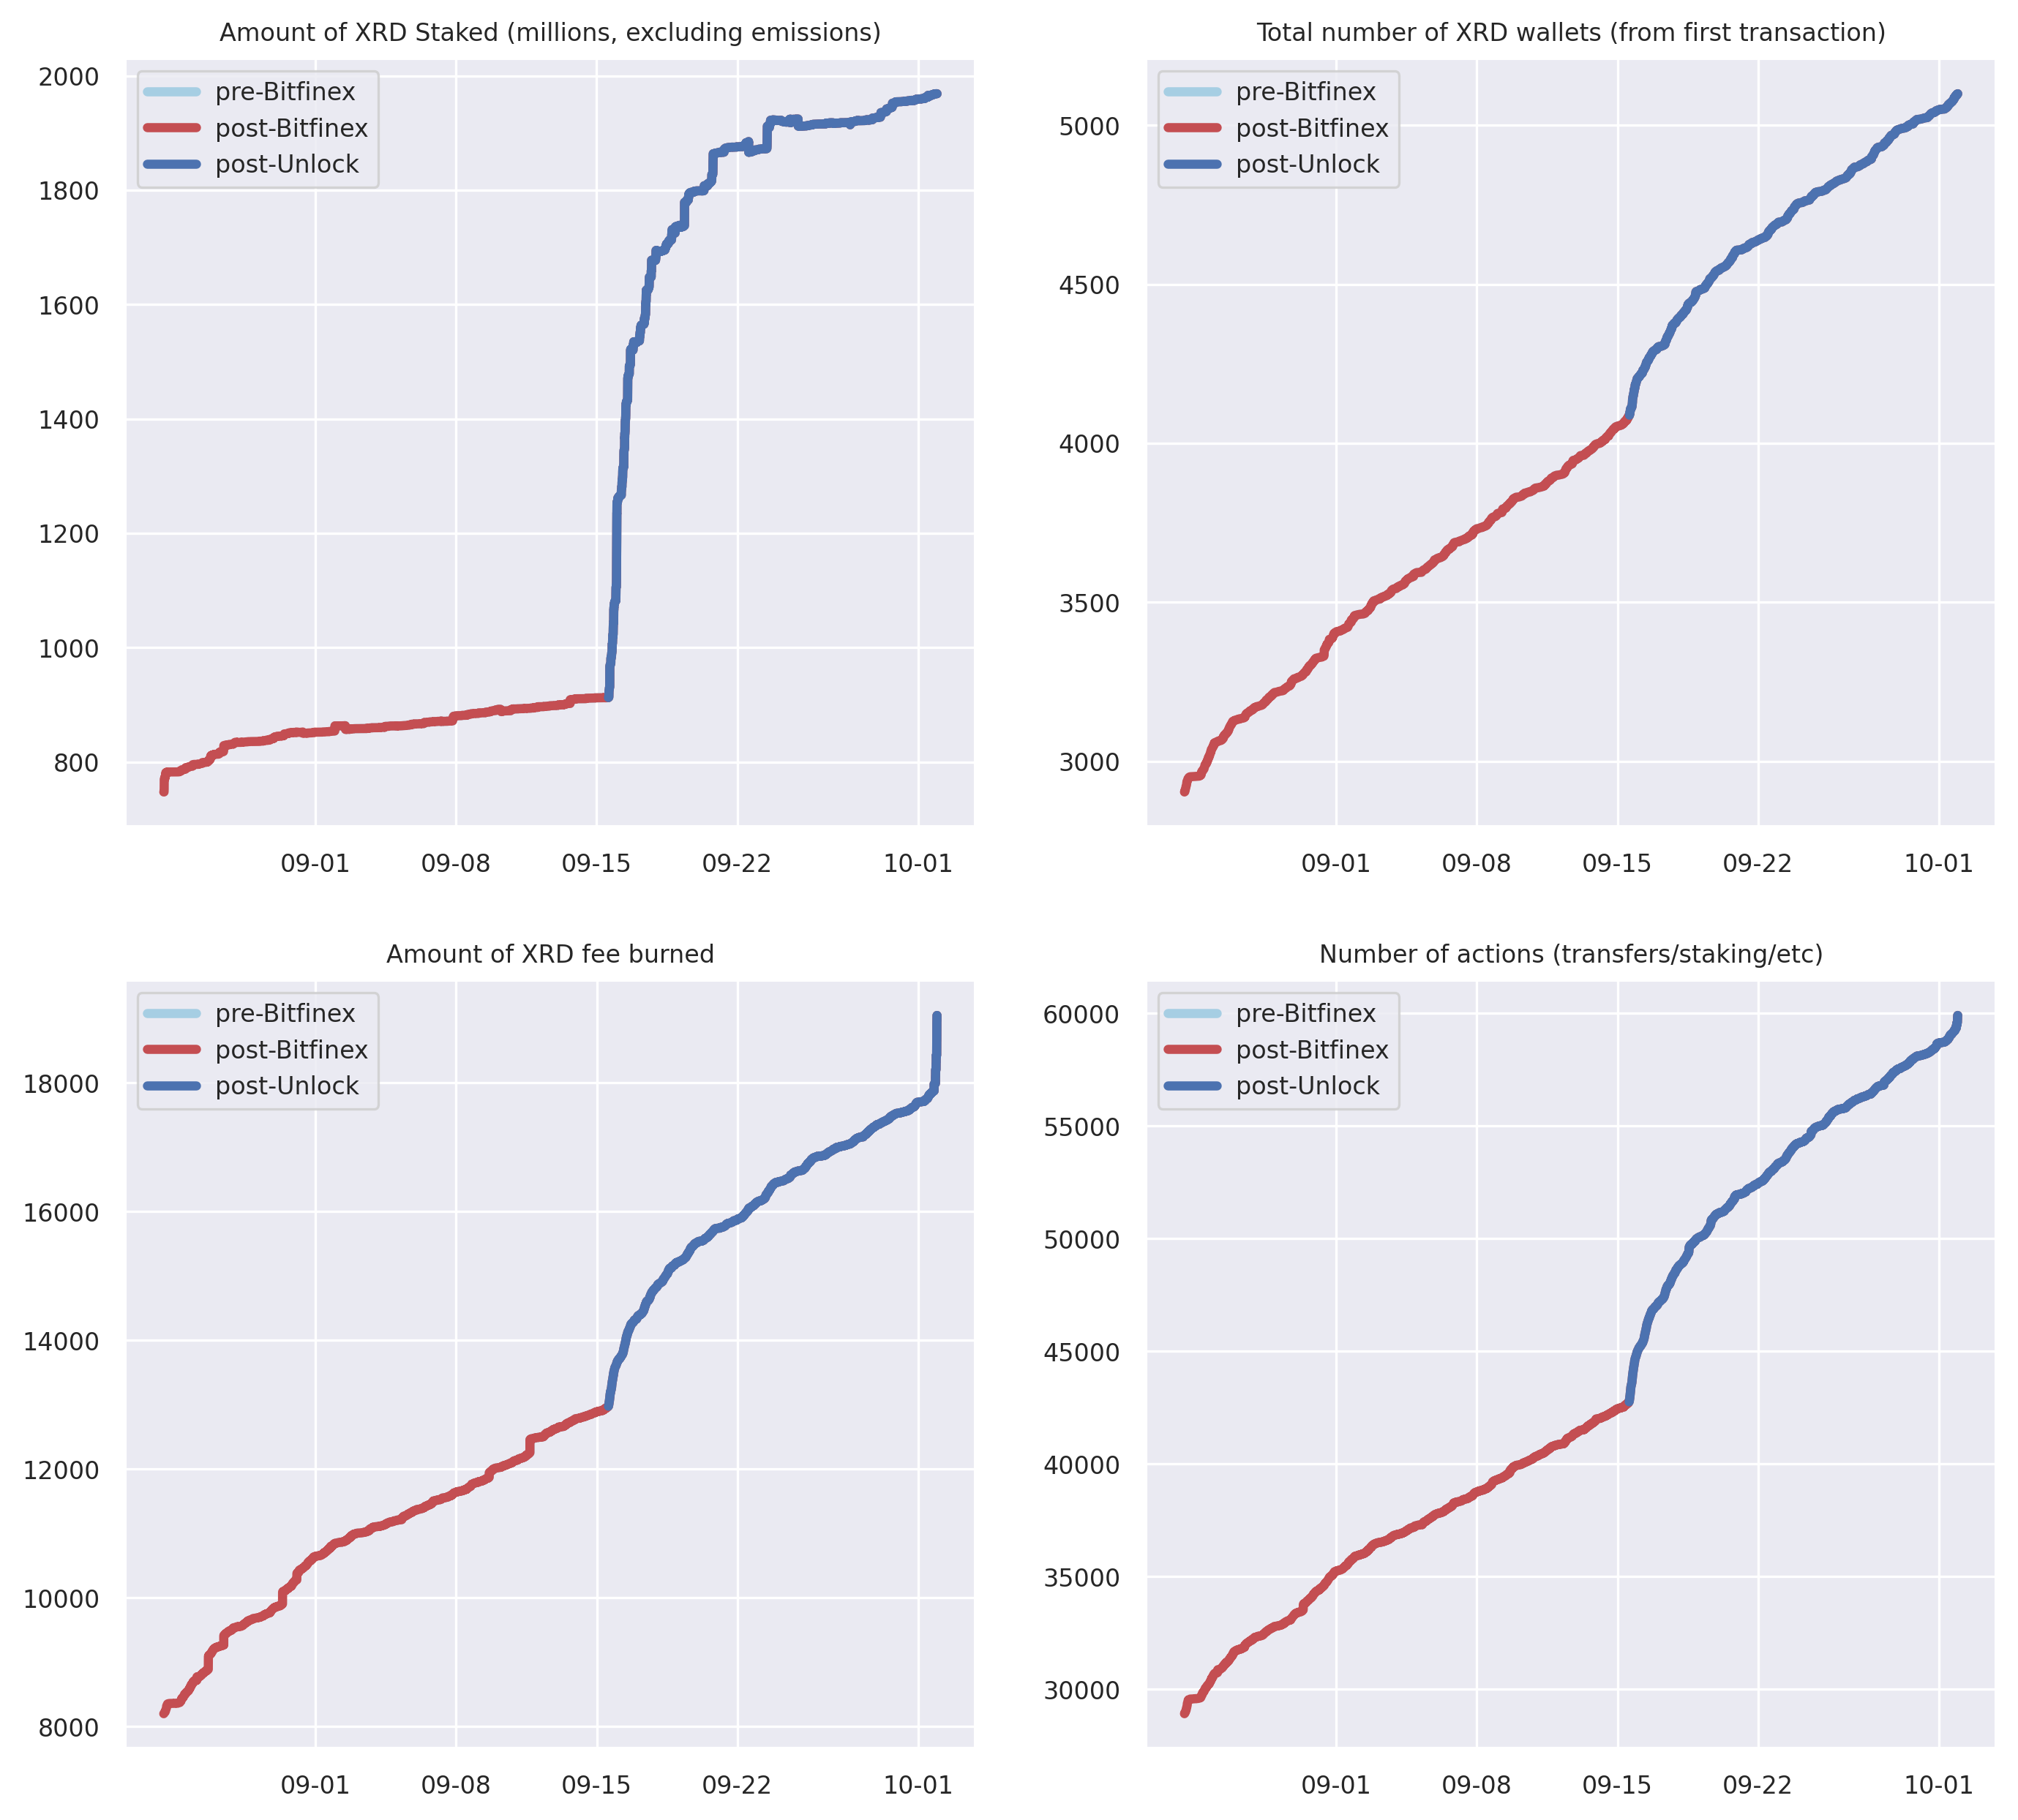 Amount of XRD Staked (millions, excluding emissions)
2000
1800
1600
1400
1200
1000
800
pre-Bitfinex
post-Bitfinex
post-Unlock
09-01 09-08 09-15 09-22 10-01
Total number of XRD wallets (from first transaction)
5000
4500
4000
3500
3000
pre-Bitfinex
post-Bitfinex
post-Unlock
09-01 09-08 09-15 09-22 10-01
Amount of XRD fee burned
18000
16000
14000
12000
10000
8000
pre-Bitfinex
post-Bitfinex
post-Unlock
09-01 09-08 09-15 09-22 10-01
Number of actions (transfers/staking/etc)
60000
55000
50000
45000
40000
35000
30000
pre-Bitfinex
post-Bitfinex
post-Unlock
09-01 09-08 09-15 09-22 10-01